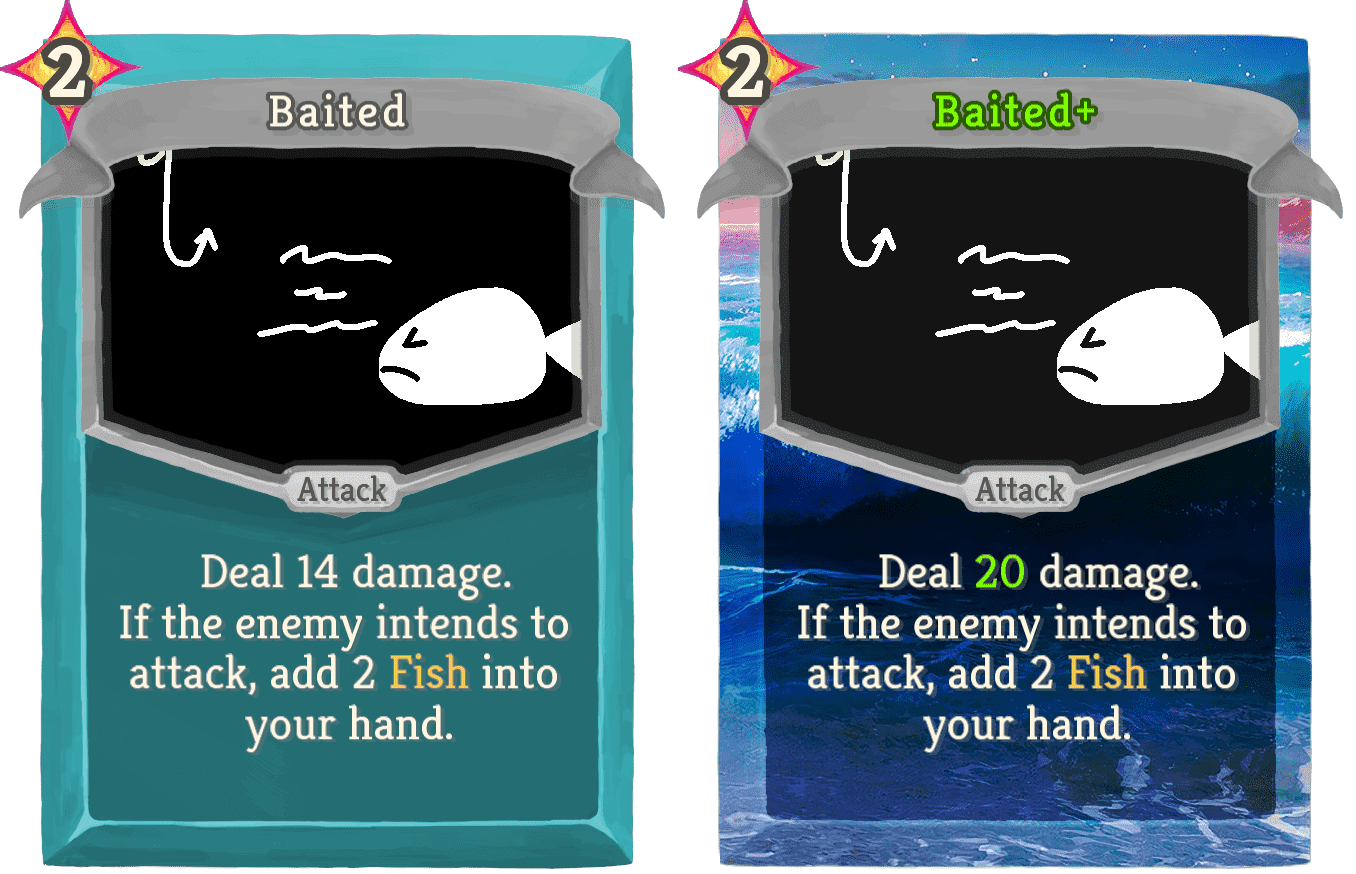 2
Baited
Attack
Deal 14 damage.
If the enemy intends to
attack, add 2 Fish into
your hand.
2
Baited+
Attack
Deal 20 damage.
If the enemy intends to
attack, add 2 Fish into
your hand.